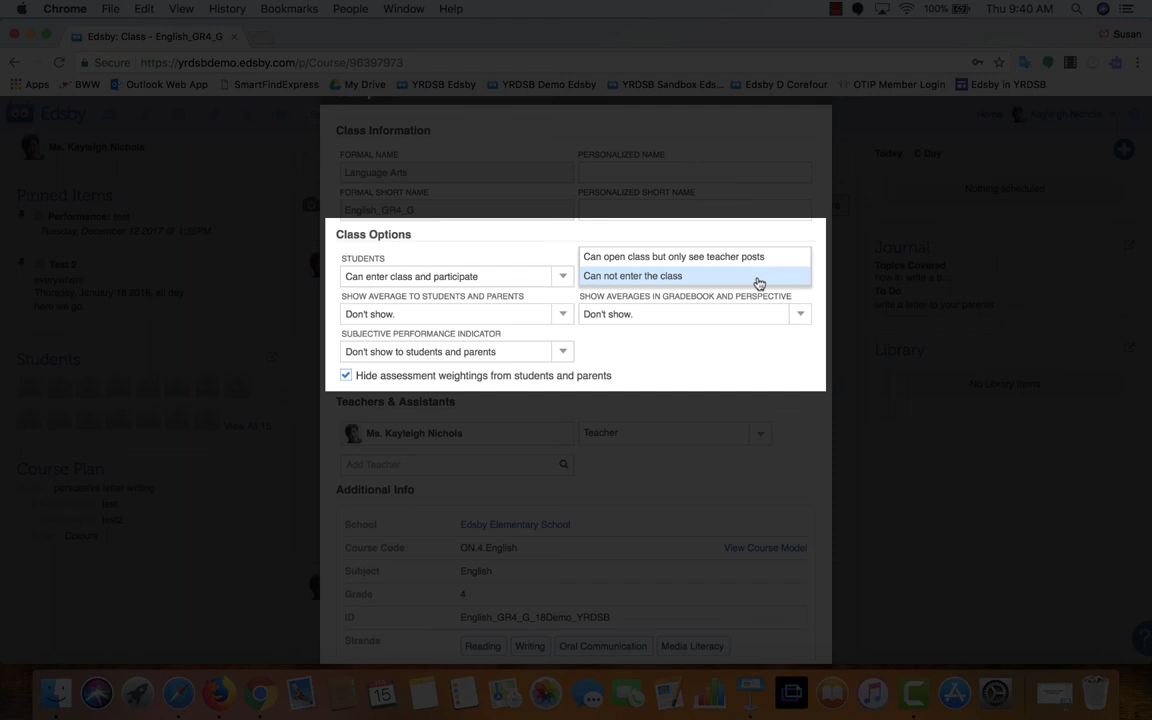 Chrome File Edit View History Bookmarks People Window Help 100% Thu 9:40 AM
Edsby: Class - English_GR4_G Susan
Secure https://yrdsbdemo.edsby.com/p/Course/96397973
Apps BWW Outlook Web App SmartFindExpress My Drive YRDSB Edsby YRDSB Demo Edsby YRDSB Sandbox Eds... Edsby D Corefour OTIP Member Login Edsby in YRDSB
Edsby Home Kayleigh Nichols
Ms. Kayleigh Nichols
Pinned Items
Performance: test
Tuesday, December 12 2017 @ 1:32PM
Test 2
everywhere
Thursday, January 18 2018, all day
here we go.
Students
View All 15
Course Plan
persuasive letter writing
test
test2
Colours
Class Information
FORMAL NAME PERSONALIZED NAME
Language Arts
FORMAL SHORT NAME PERSONALIZED SHORT NAME
English_GR4_G
Class Options
STUDENTS
Can enter class and participate
Can open class but only see teacher posts
Can not enter the class
SHOW AVERAGE TO STUDENTS AND PARENTS SHOW AVERAGES IN GRADEBOOK AND PERSPECTIVE
Don't show. Don't show.
SUBJECTIVE PERFORMANCE INDICATOR
Don't show to students and parents
Hide assessment weightings from students and parents
Teachers & Assistants
Ms. Kayleigh Nichols Teacher
Add Teacher
Additional Info
School Edsby Elementary School
Course Code ON.4.English View Course Model
Subject English
Grade 4
ID English_GR4_G_18Demo_YRDSB
Strands Reading Writing Oral Communication Media Literacy
Today C Day
Nothing scheduled
Journal
Topics Covered
How to write a b...
To Do
write a letter to your parents
Library
No Library Items
15